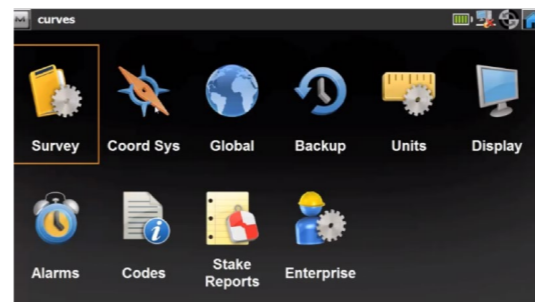 curves
Survey
Coord Sys
Global
Backup
Units
Display
Alarms
Codes
Stake
Reports
Enterprise